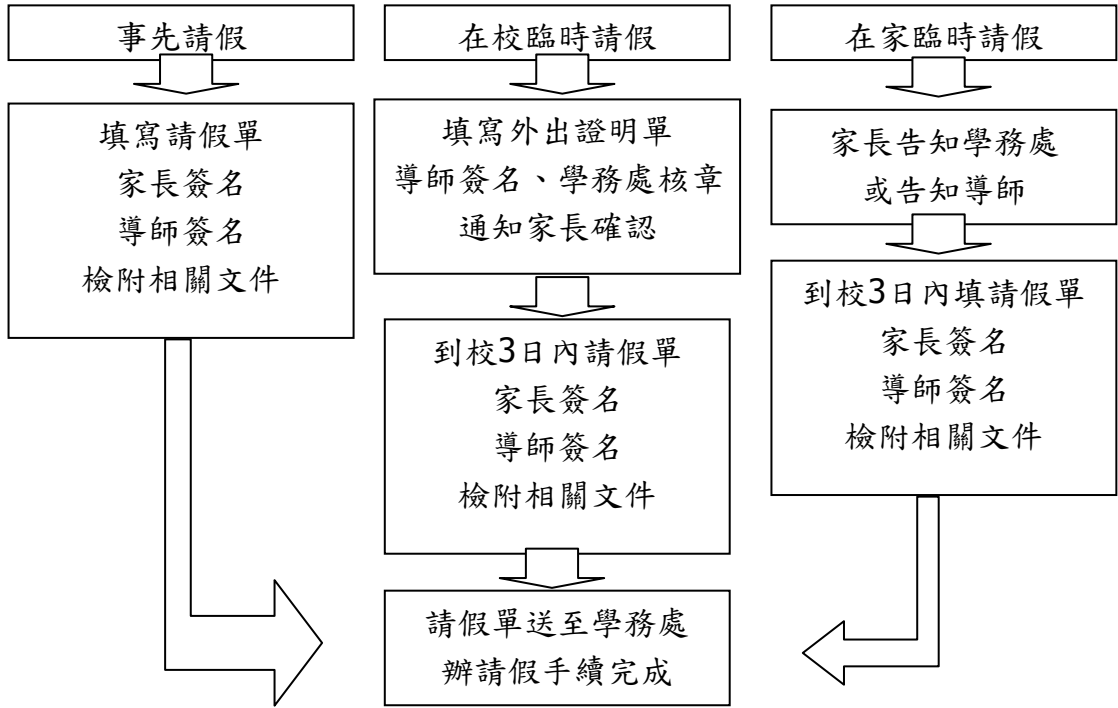 事先請假
填寫請假單
家長簽名
導師簽名
檢附相關文件
在校臨時請假
填寫外出證明單
導師簽名、學務處核章
通知家長確認
到校3日內請假單
家長簽名
導師簽名
檢附相關文件
在家臨時請假
家長告知學務處
或告知導師
到校3日內填請假單
家長簽名
導師簽名
檢附相關文件
請假單送至學務處
辦請假手續完成